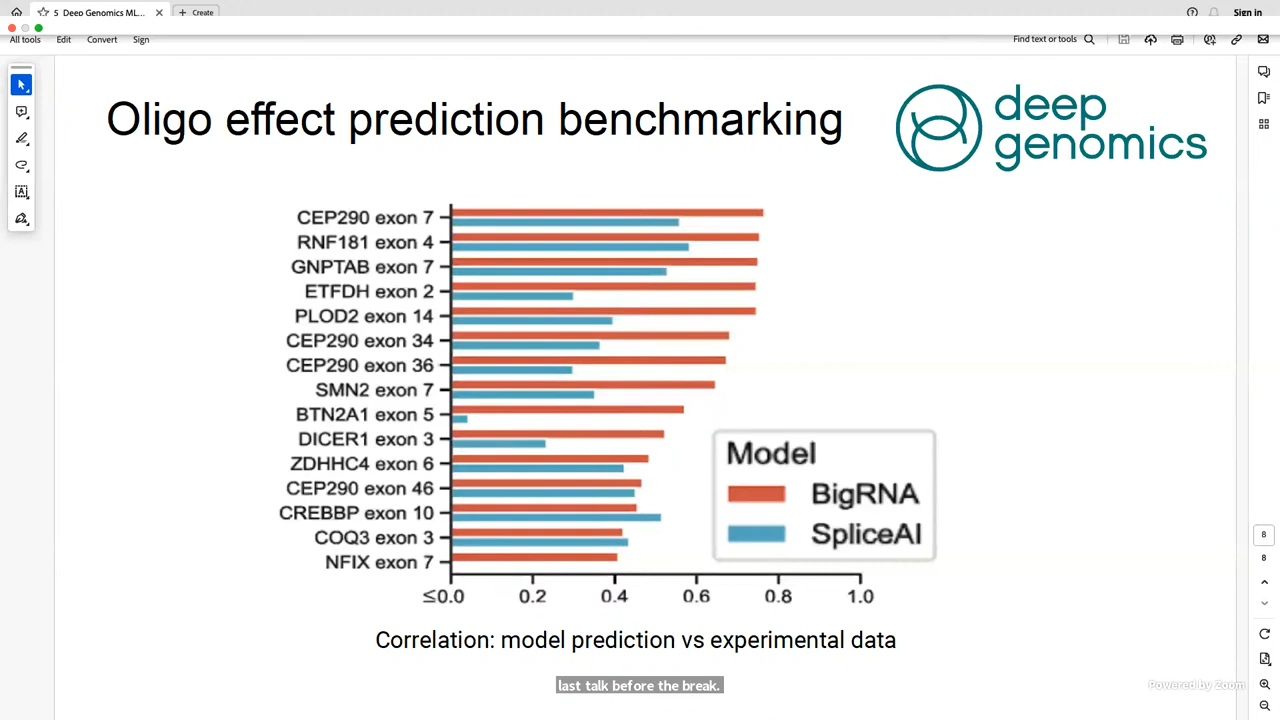 5 Deep Genomics ML...
Create
Sign in
All tools
Edit
Convert
Sign
Find text or tools
Oligo effect prediction benchmarking
deep
genomics
CEP290 exon 7
RNF181 exon 4
GNPTAB exon 7
ETFDH exon 2
PLOD2 exon 14
CEP290 exon 34
CEP290 exon 36
SMN2 exon 7
BTN2A1 exon 5
DICER1 exon 3
ZDHHC4 exon 6
CEP290 exon 46
CREBBP exon 10
COQ3 exon 3
NFIX exon 7
Model
BigRNA
SpliceAI
≤0.0 0.2 0.4 0.6 0.8 1.0
Correlation: model prediction vs experimental data
last talk before the break.
8
8
Powered by Zoom